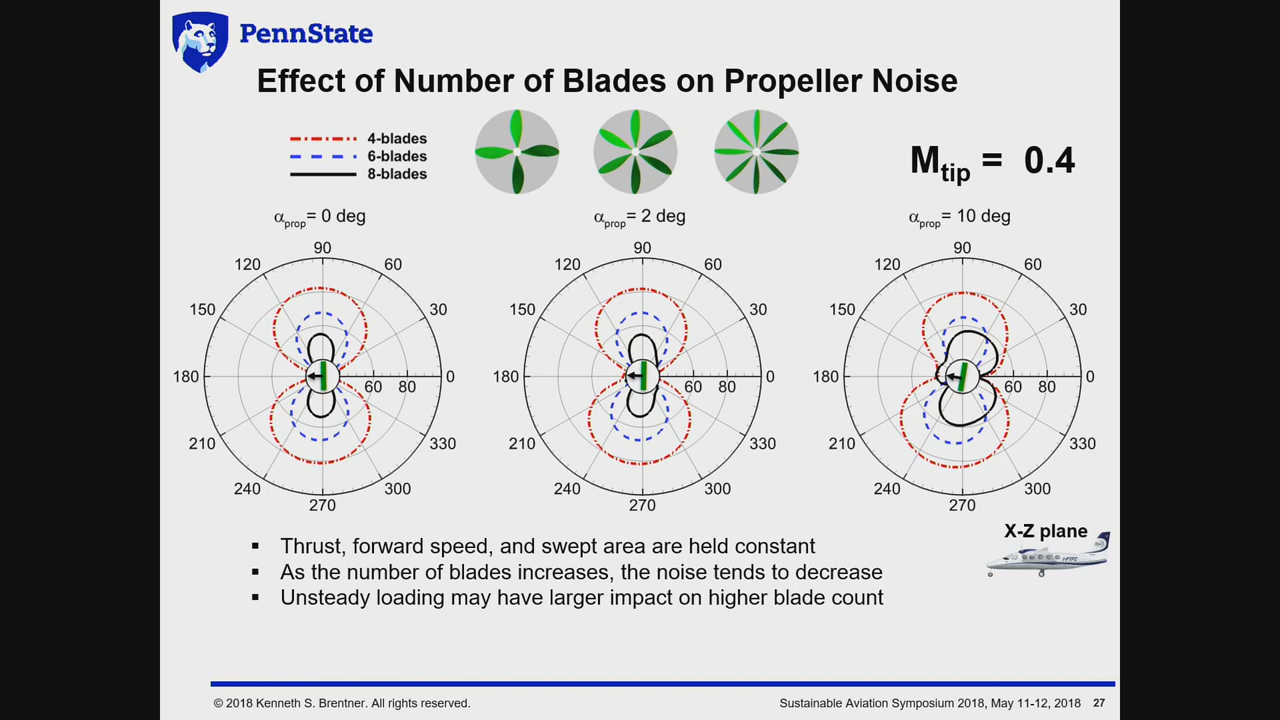 PennState
Effect of Number of Blades on Propeller Noise
4-blades
6-blades
8-blades
Mtip = 0.4
αprop= 0 deg
αprop= 2 deg
αprop= 10 deg
90
120 60
150 30
180 60 80 0
210 330
240 300
270
90
120 60
150 30
180 60 80 0
210 330
240 300
270
90
120 60
150 30
180 60 80 0
210 330
240 300
270
X-Z plane
▪ Thrust, forward speed, and swept area are held constant
▪ As the number of blades increases, the noise tends to decrease
▪ Unsteady loading may have larger impact on higher blade count
© 2018 Kenneth S. Brentner. All rights reserved.
Sustainable Aviation Symposium 2018, May 11-12, 2018 27